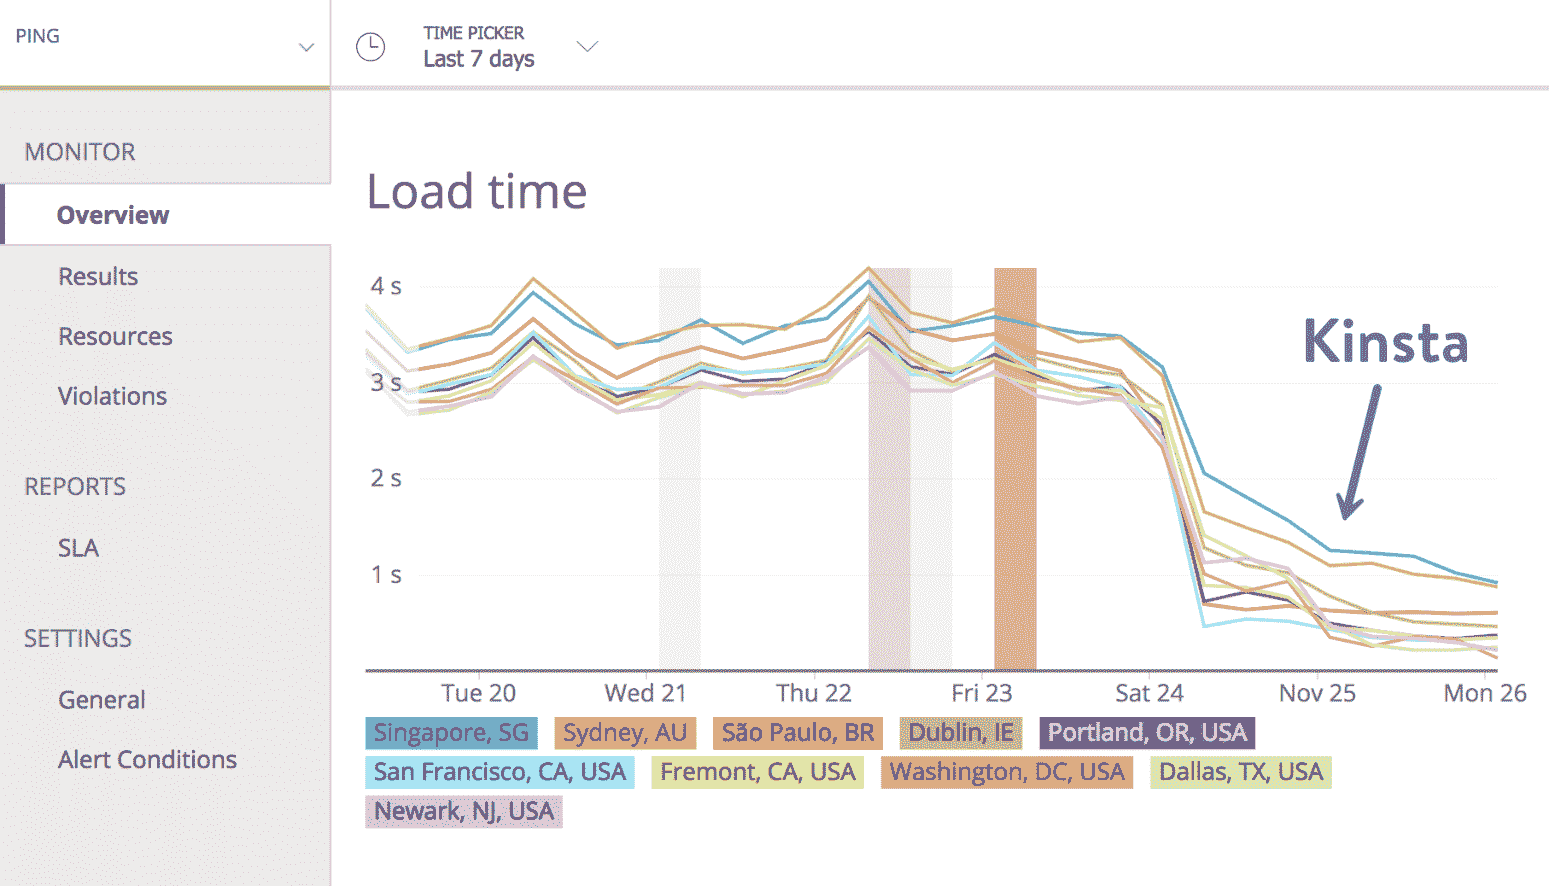 PING
TIME PICKER
Last 7 days
MONITOR
Overview
Results
Resources
Violations
REPORTS
SLA
SETTINGS
General
Alert Conditions
Load time
4 s
3 s
2 s
1 s
Kinsta
Tue 20 Wed 21 Thu 22 Fri 23 Sat 24 Nov 25 Mon 26
Singapore, SG Sydney, AU São Paulo, BR Dublin, IE Portland, OR, USA
San Francisco, CA, USA Fremont, CA, USA Washington, DC, USA Dallas, TX, USA
Newark, NJ, USA